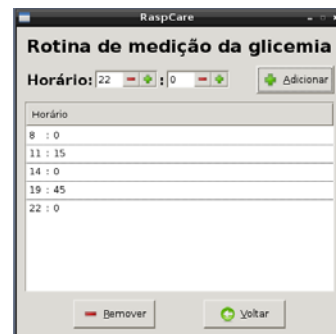 RaspCare
Rotina de medição da glicemia
Horário: 22 : 0 Adicionar
Horário
8 : 0
11 : 15
14 : 0
19 : 45
22 : 0
Remover Voltar